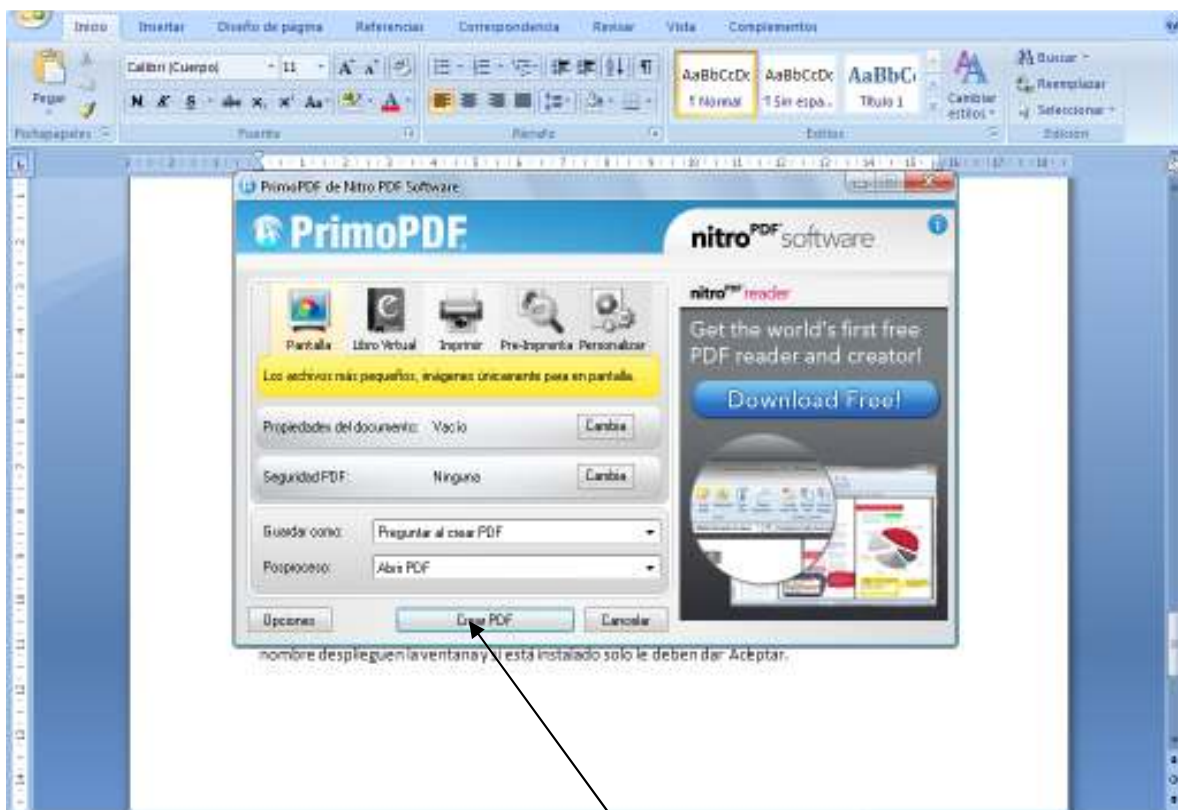 Inicio Insertar Diseño de página Referencias Correspondencia Revisar Vista Complementos
Calibri (Cuerpo) 11
Pegar
N K S abc x₂ x² Aa
AaBbCcDc AaBbCcDc AaBbC
¶ Normal ¶ Sin espa... Título 1
Cambiar estilos
Buscar
Reemplazar
Seleccionar
Portapapeles Fuente Párrafo Estilos Edición
PrimoPDF de Nitro PDF Software
PrimoPDF
nitro PDF software
Pantalla Libro Virtual Imprimir Pre-Imprenta Personalizar
Los archivos más pequeños, imágenes únicamente para en pantalla.
Propiedades del documento: Vacío Cambia
Seguridad PDF: Ninguna Cambia
Guardar como: Preguntar al crear PDF
Posproceso: Abrir PDF
Opciones Crear PDF Cancelar
nitro PDF reader
Get the world's first free
PDF reader and creator!
Download Free!
nombre desplieguen la ventana y si está instalado solo le deben dar Aceptar.